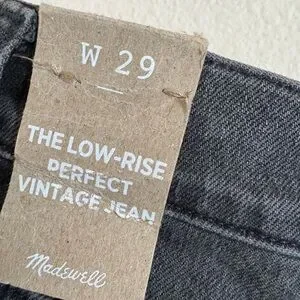 W 29
THE LOW-RISE
PERFECT
VINTAGE JEAN
Madewell